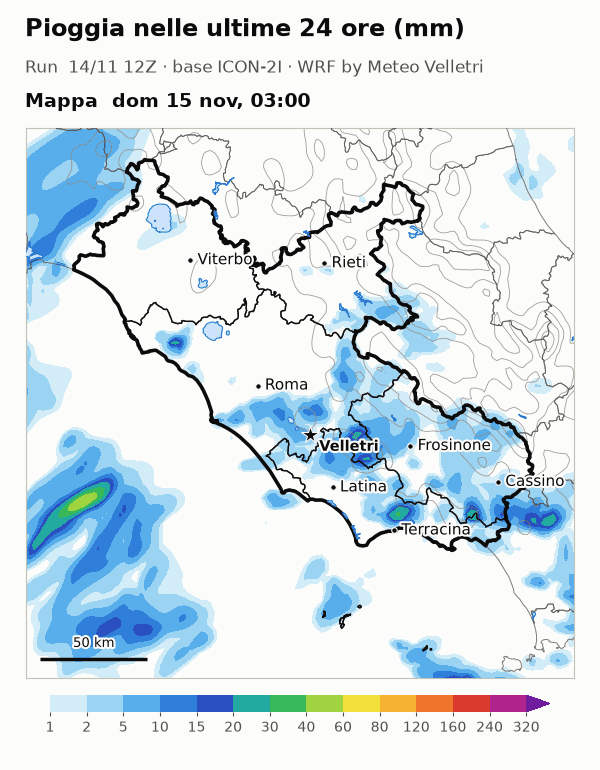 Pioggia nelle ultime 24 ore (mm)
Run 14/11 12Z · base ICON-2I · WRF by Meteo Velletri
Mappa dom 15 nov, 03:00
Viterbo
Rieti
Roma
Velletri
Frosinone
Cassino
Latina
Terracina
50 km
1 2 5 10 15 20 30 40 60 80 120 160 240 320